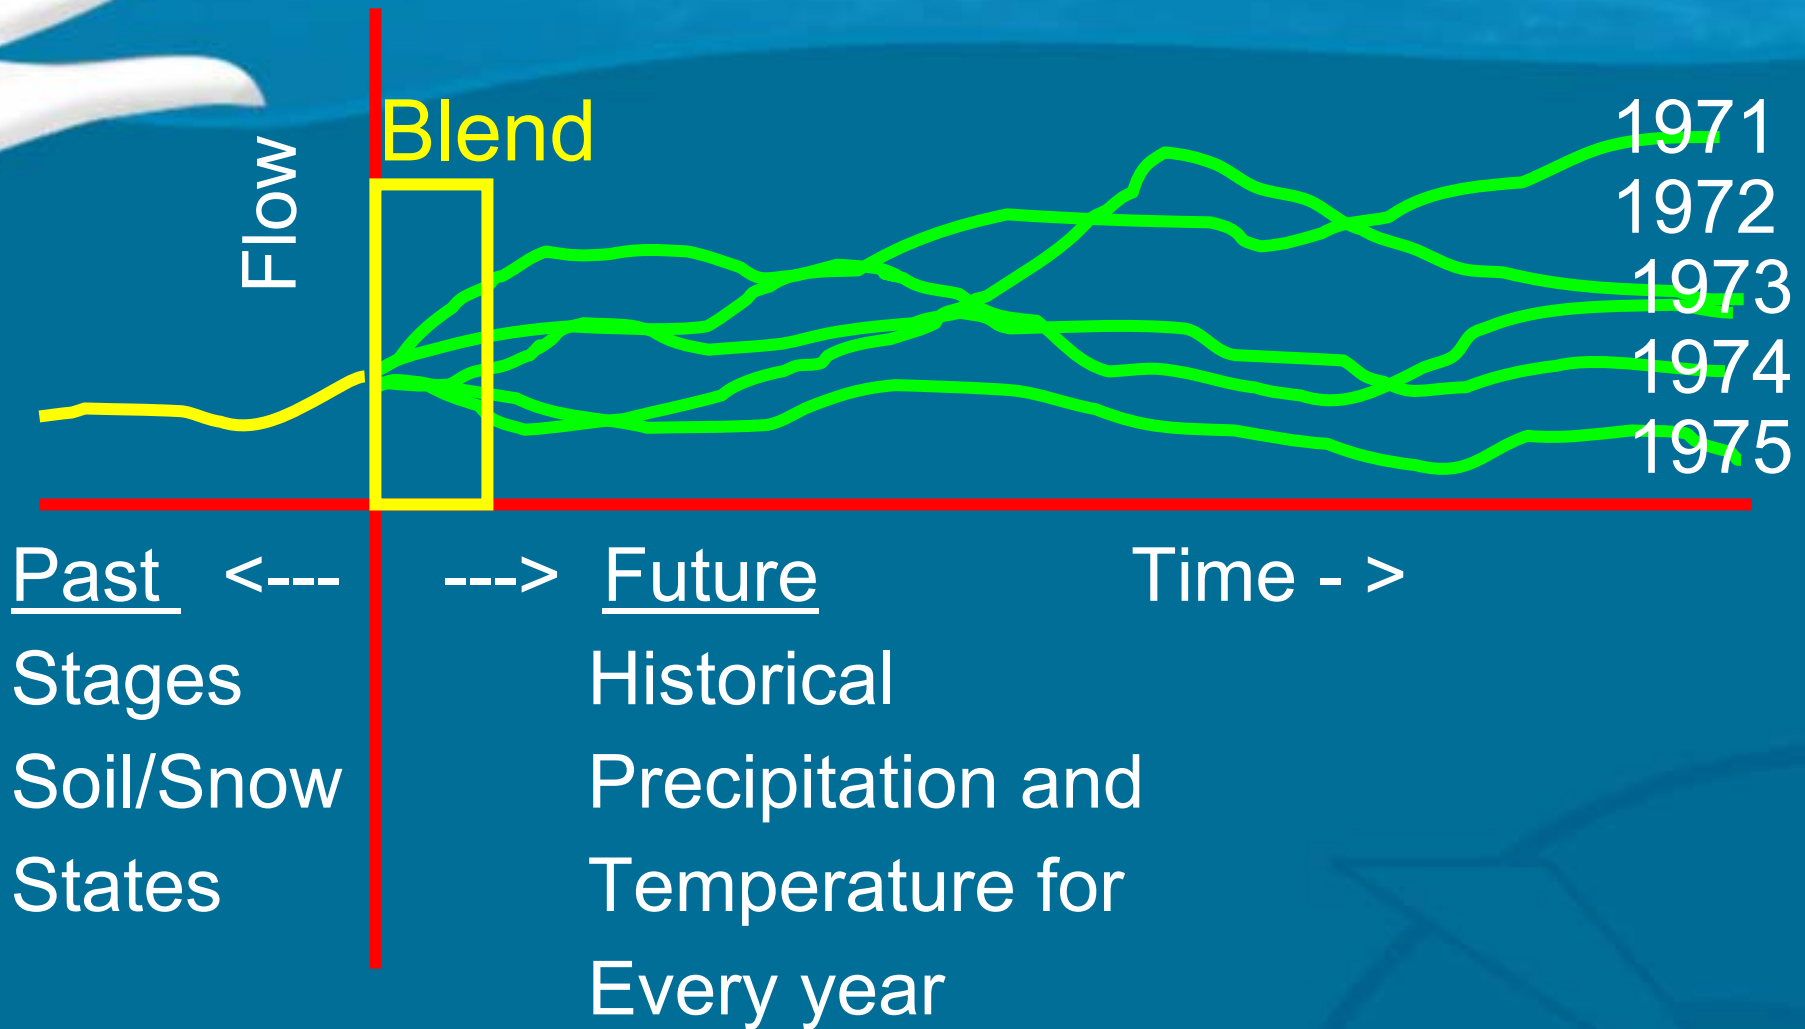 Flow
Blend
1971
1972
1973
1974
1975
Past <--- ---> Future Time - >
Stages
Soil/Snow
States
Historical
Precipitation and
Temperature for
Every year